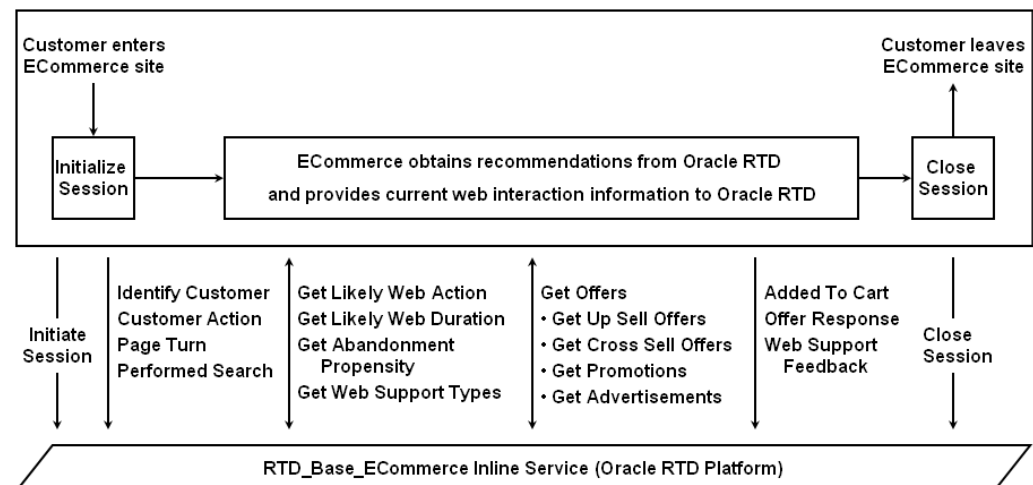 Customer enters
ECommerce site
Customer leaves
ECommerce site
Initialize
Session
ECommerce obtains recommendations from Oracle RTD
and provides current web interaction information to Oracle RTD
Close
Session
Initiate
Session
Identify Customer
Customer Action
Page Turn
Performed Search
Get Likely Web Action
Get Likely Web Duration
Get Abandonment
Propensity
Get Web Support Types
Get Offers
• Get Up Sell Offers
• Get Cross Sell Offers
• Get Promotions
• Get Advertisements
Added To Cart
Offer Response
Web Support
Feedback
Close
Session
RTD_Base_ECommerce Inline Service (Oracle RTD Platform)